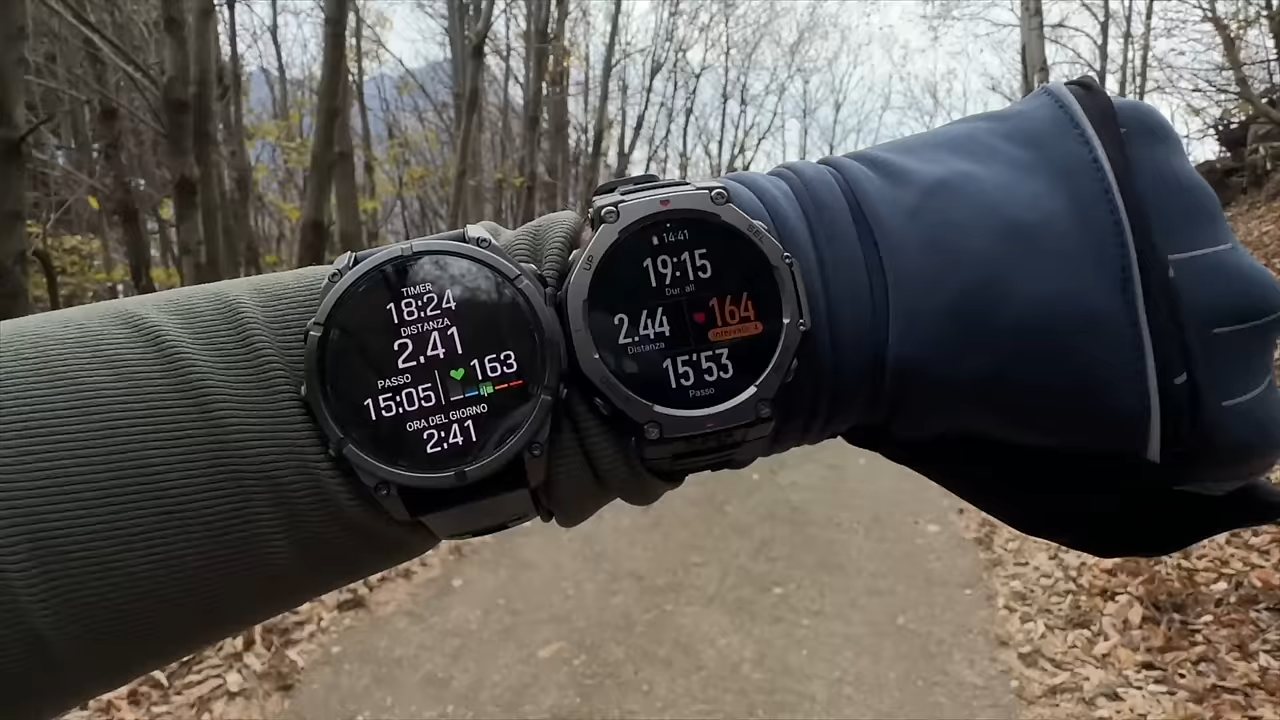 TIMER
18:24
DISTANZA
2.41
PASSO
15:05
163
ORA DEL GIORNO
2:41
UP
SEL
14:41
19:15
Dur. all
2.44
Distanza
164
Intervallo 4
15'53
Passo